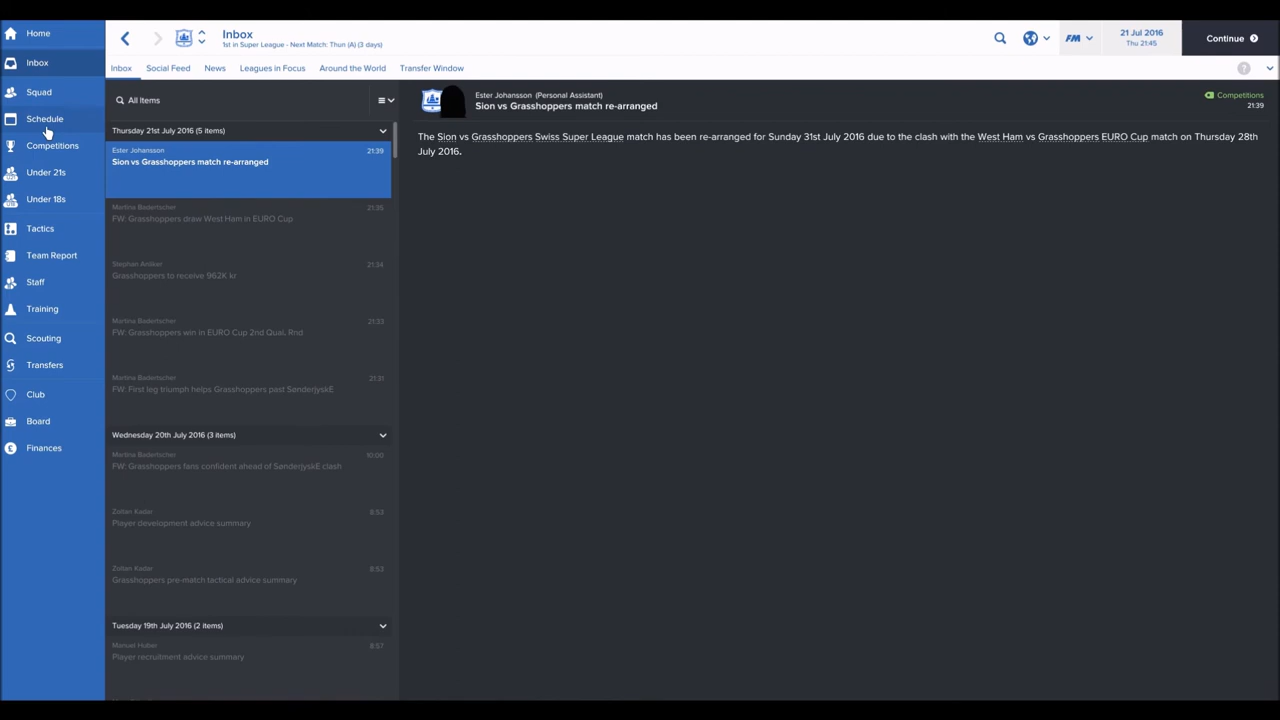 Home
Inbox
Squad
Schedule
Competitions
Under 21s
Under 18s
Tactics
Team Report
Staff
Training
Scouting
Transfers
Club
Board
Finances
Inbox
1st in Super League - Next Match: Thun (A) (3 days)
FM
21 Jul 2016
Thu 21:45
Continue
Inbox Social Feed News Leagues in Focus Around the World Transfer Window
?
All Items
Thursday 21st July 2016 (5 items)
Ester Johansson 21:39
Sion vs Grasshoppers match re-arranged
Martina Badertscher 21:35
FW: Grasshoppers draw West Ham in EURO Cup
Stephan Amiker 21:34
Grasshoppers to receive 962K kr
Martina Badertscher 21:33
FW: Grasshoppers win in EURO Cup 2nd Qual. Rnd
Martina Badertscher 21:31
FW: First leg triumph helps Grasshoppers past SønderjyskE
Wednesday 20th July 2016 (3 items)
Martina Badertscher 10:00
FW: Grasshoppers fans confident ahead of SønderjyskE clash
Zoltan Kadar 8:53
Player development advice summary
Zoltan Kadar 8:53
Grasshoppers pre-match tactical advice summary
Tuesday 19th July 2016 (2 items)
Manuel Huber 8:57
Player recruitment advice summary
Ester Johansson (Personal Assistant)
Sion vs Grasshoppers match re-arranged
Competitions
21:39
The Sion vs Grasshoppers Swiss Super League match has been re-arranged for Sunday 31st July 2016 due to the clash with the West Ham vs Grasshoppers EURO Cup match on Thursday 28th
July 2016.